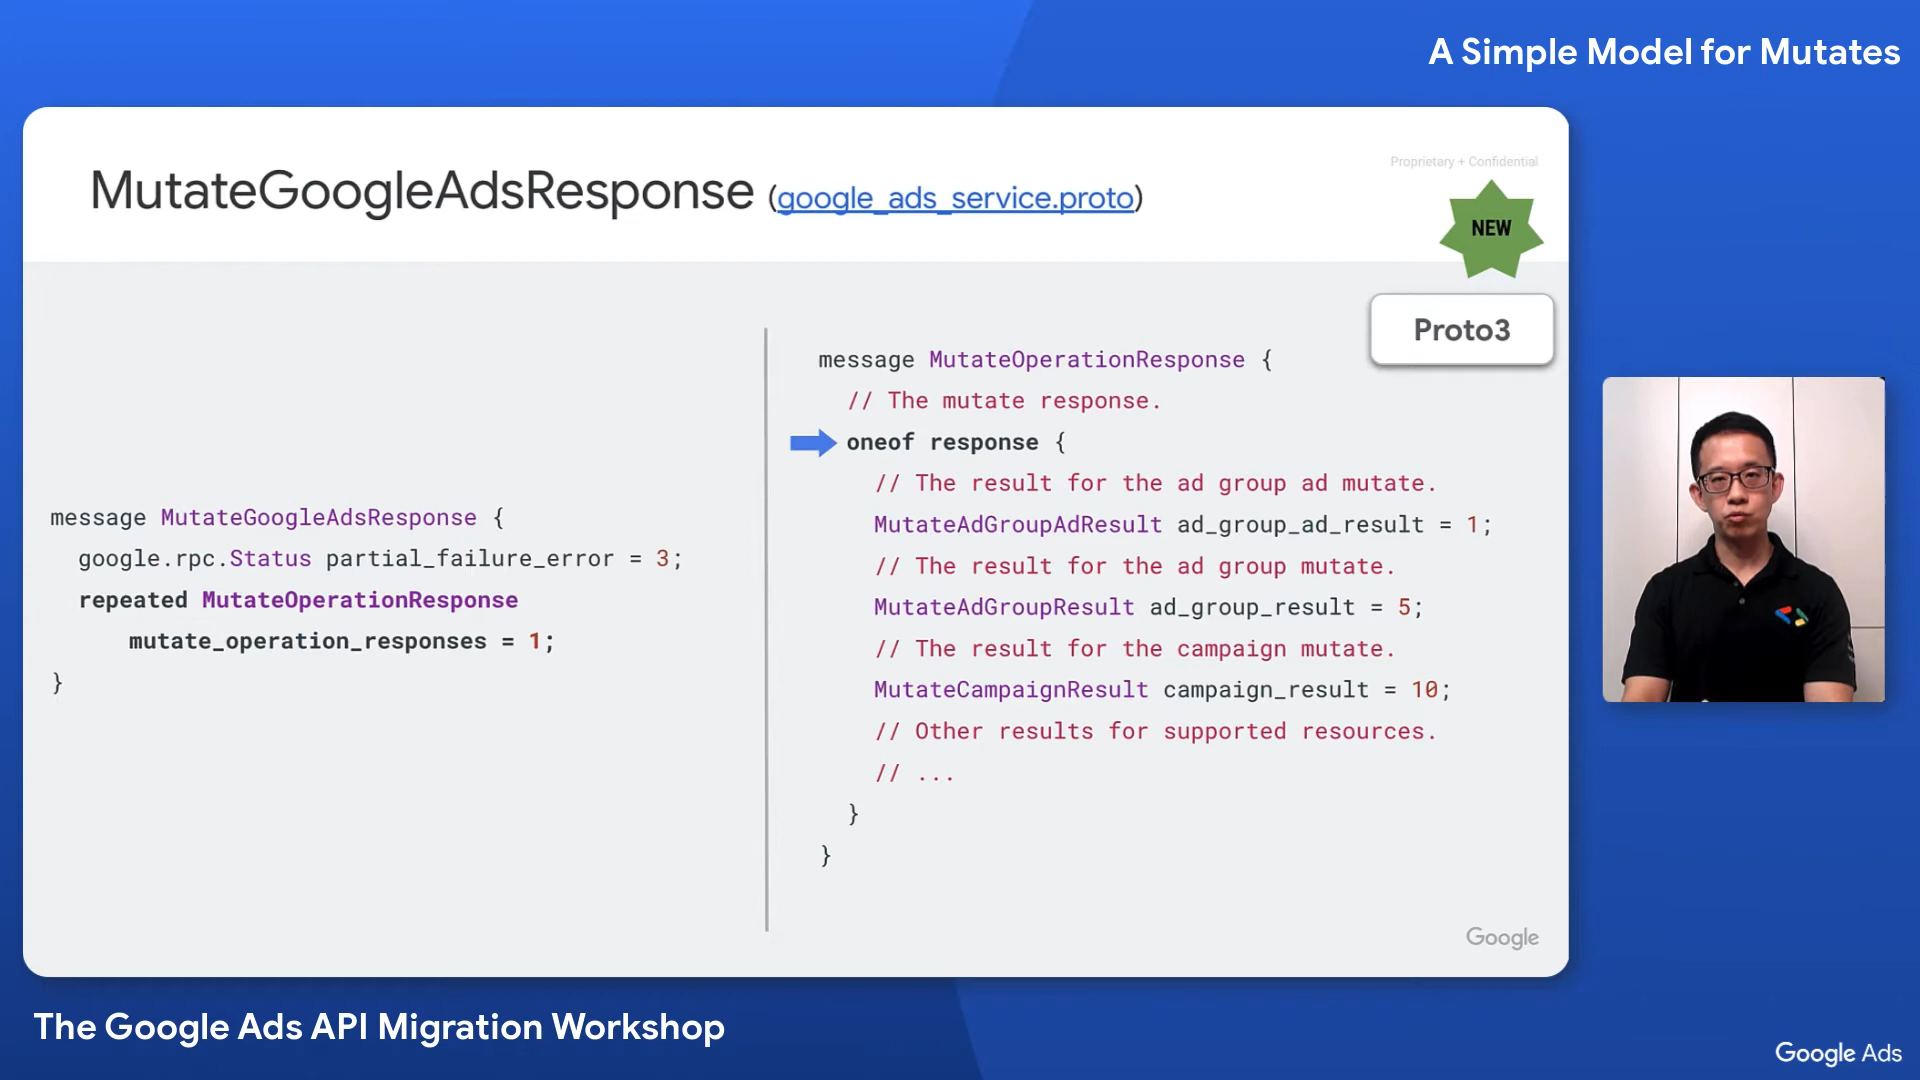 A Simple Model for Mutates
MutateGoogleAdsResponse (google_ads_service.proto)
Proprietary + Confidential
NEW
Proto3
message MutateGoogleAdsResponse {
google.rpc.Status partial_failure_error = 3;
repeated MutateOperationResponse
mutate_operation_responses = 1;
}
message MutateOperationResponse {
// The mutate response.
oneof response {
// The result for the ad group ad mutate.
MutateAdGroupAdResult ad_group_ad_result = 1;
// The result for the ad group mutate.
MutateAdGroupResult ad_group_result = 5;
// The result for the campaign mutate.
MutateCampaignResult campaign_result = 10;
// Other results for supported resources.
// ...
}
}
Google
The Google Ads API Migration Workshop
Google Ads